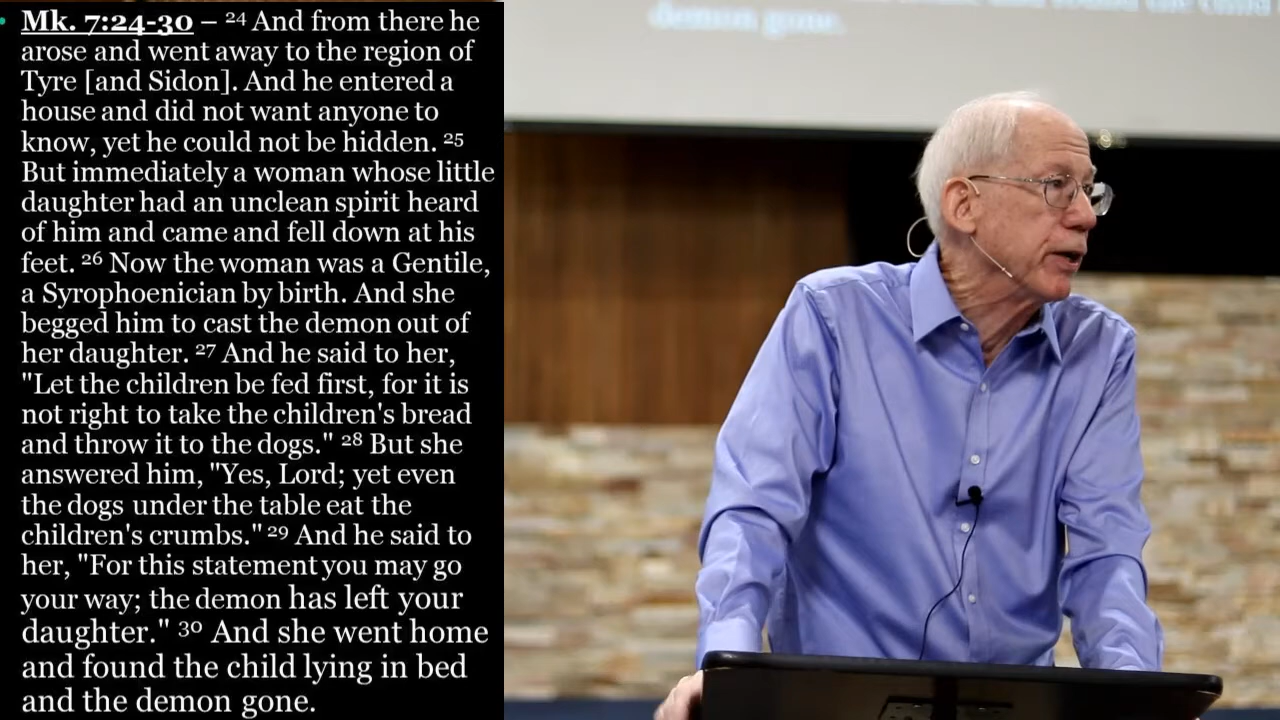 • Mk. 7:24-30 – 24 And from there he
arose and went away to the region of
Tyre [and Sidon]. And he entered a
house and did not want anyone to
know, yet he could not be hidden. 25
But immediately a woman whose little
daughter had an unclean spirit heard
of him and came and fell down at his
feet. 26 Now the woman was a Gentile,
a Syrophoenician by birth. And she
begged him to cast the demon out of
her daughter. 27 And he said to her,
"Let the children be fed first, for it is
not right to take the children's bread
and throw it to the dogs." 28 But she
answered him, "Yes, Lord; yet even
the dogs under the table eat the
children's crumbs." 29 And he said to
her, "For this statement you may go
your way; the demon has left your
daughter." 30 And she went home
and found the child lying in bed
and the demon gone.
demon gone.